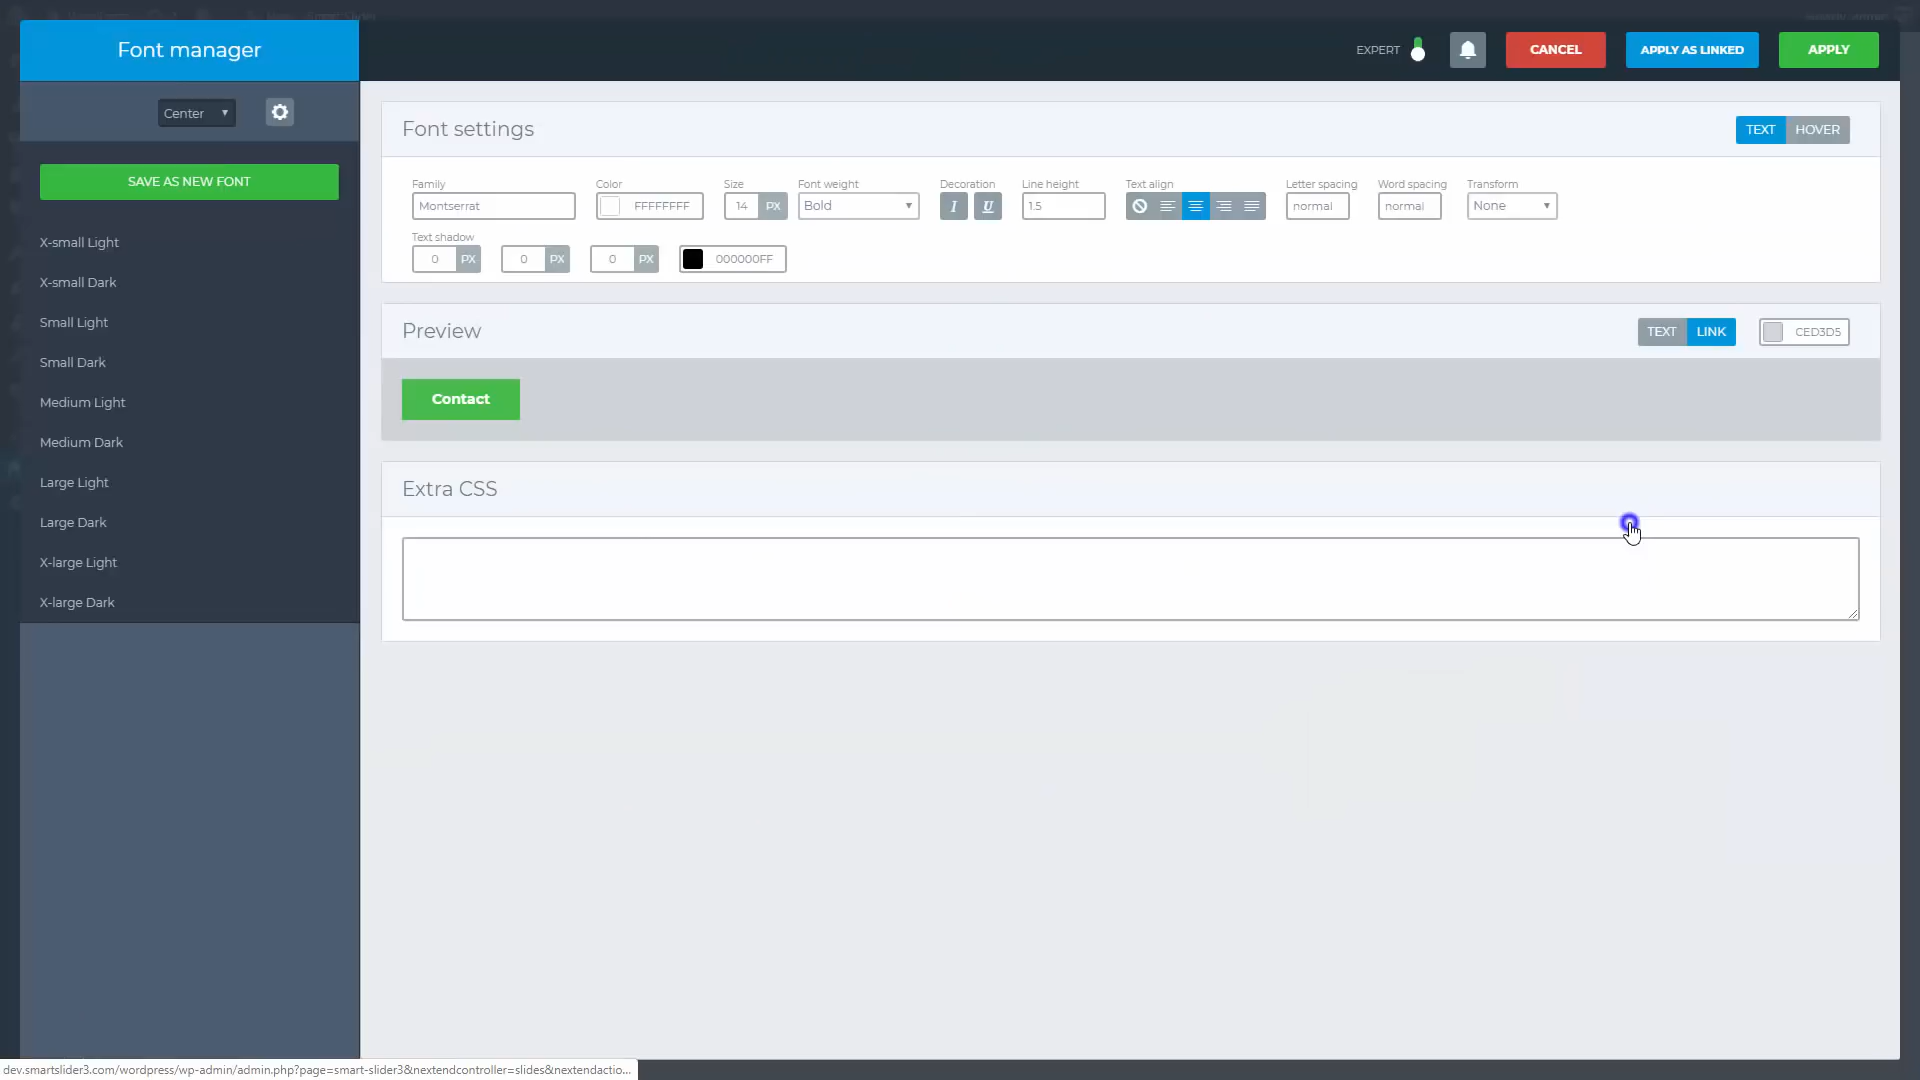 Font manager
EXPERT
CANCEL
APPLY AS LINKED
APPLY
Center
SAVE AS NEW FONT
X-small Light
X-small Dark
Small Light
Small Dark
Medium Light
Medium Dark
Large Light
Large Dark
X-large Light
X-large Dark
Font settings
TEXT HOVER
Family Color Size Font weight Decoration Line height Text align Letter spacing Word spacing Transform
Montserrat FFFFFFFF 14 PX Bold I U 1.5 normal normal None
Text shadow
0 PX 0 PX 0 PX 000000FF
Preview
TEXT LINK CED3D5
Contact
Extra CSS
dev.smartslider3.com/wordpress/wp-admin/admin.php?page=smart-slider3&nextendcontroller=slides&nextendactio...